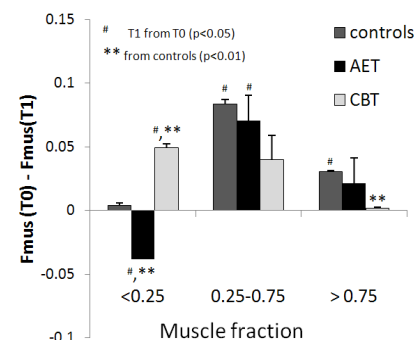 # T1 from T0 (p<0.05)
** from controls (p<0.01)
controls
AET
CBT
Fmus (T0) - Fmus(T1)
0.15
0.1
0.05
0
-0.05
-0.1
#,**
#,**
#
#
#
**
<0.25
0.25-0.75
> 0.75
Muscle fraction